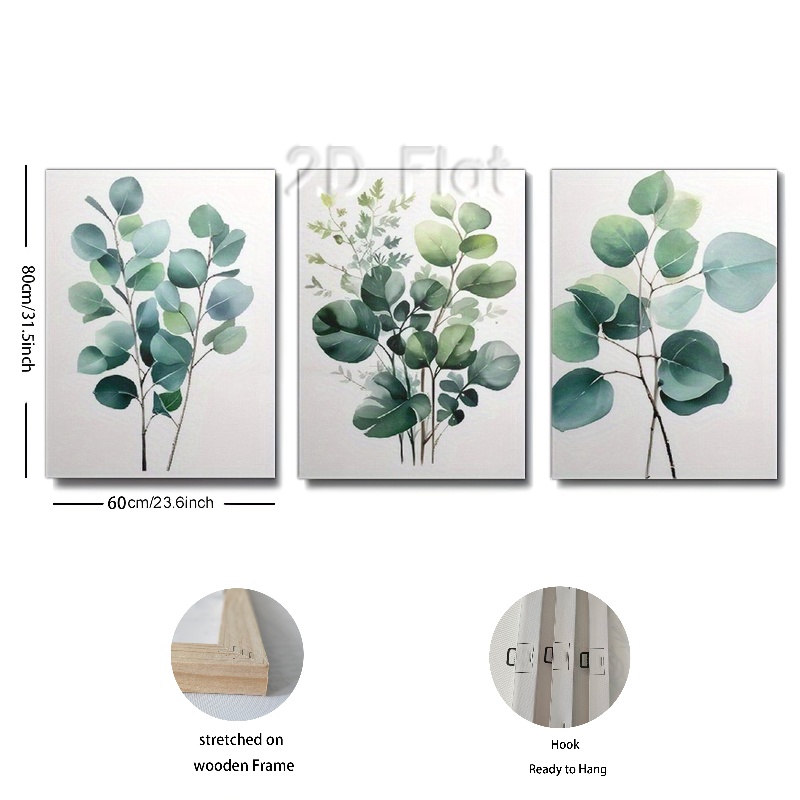 2D Flat
80cm/31.5inch
60cm/23.6inch
stretched on
wooden Frame
Hook
Ready to Hang